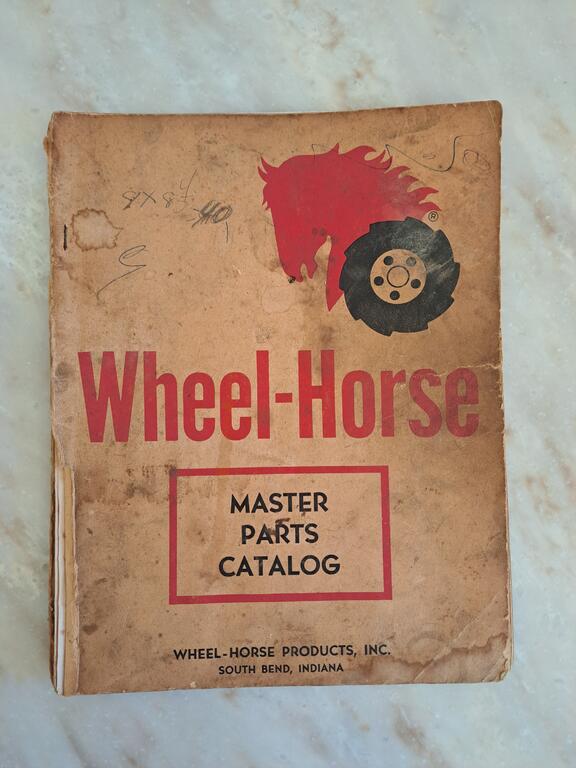 ®
Wheel-Horse
MASTER
PARTS
CATALOG
WHEEL-HORSE PRODUCTS, INC.
SOUTH BEND, INDIANA